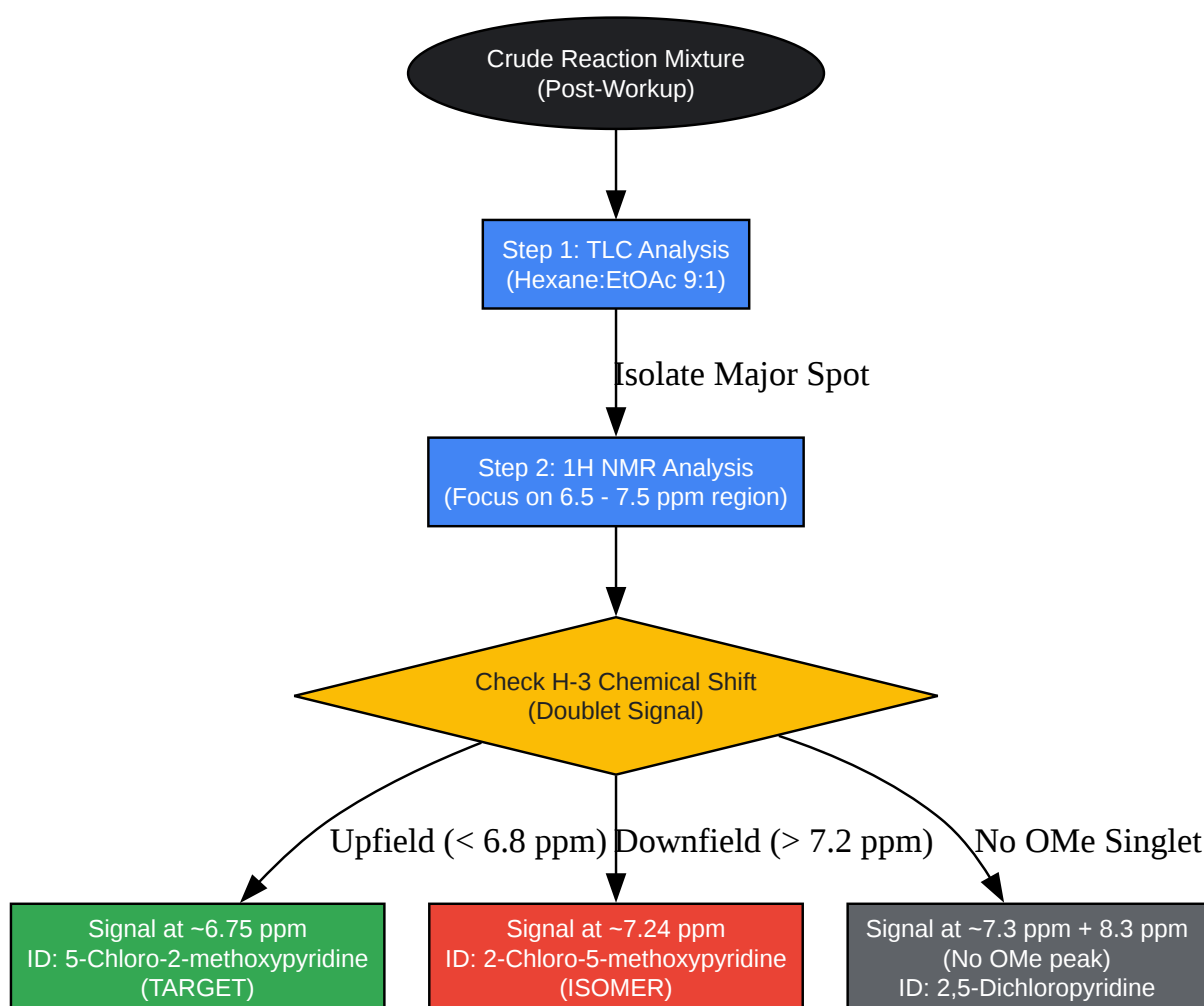 Crude Reaction Mixture
(Post-Workup)
Step 1: TLC Analysis
(Hexane:EtOAc 9:1)
Isolate Major Spot
Step 2: 1H NMR Analysis
(Focus on 6.5 - 7.5 ppm region)
Check H-3 Chemical Shift
(Doublet Signal)
Upfield (< 6.8 ppm)
Downfield (> 7.2 ppm)
No OMe Singlet
Signal at ~6.75 ppm
ID: 5-Chloro-2-methoxypyridine
(TARGET)
Signal at ~7.24 ppm
ID: 2-Chloro-5-methoxypyridine
(ISOMER)
Signal at ~7.3 ppm + 8.3 ppm
(No OMe peak)
ID: 2,5-Dichloropyridine